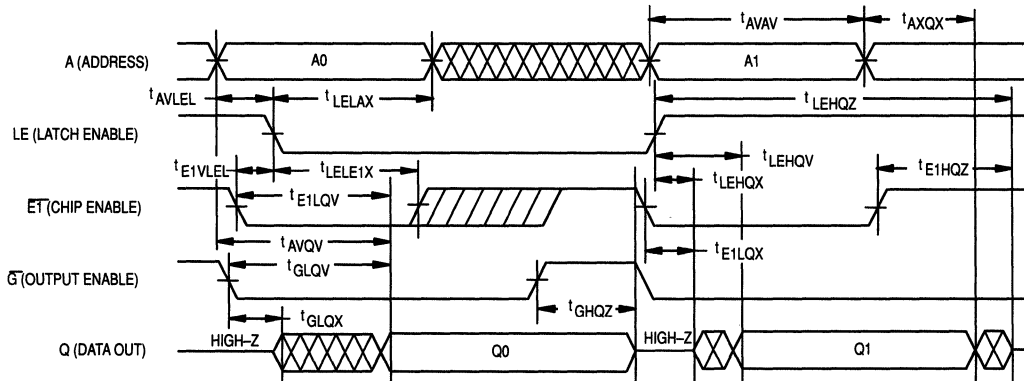 tAVAV
tAXQX
A (ADDRESS)
A0
A1
tAVLEL
tLELAX
tLEHQZ
LE (LATCH ENABLE)
tLEHQV
tE1VLEL
tLELE1X
tLEHQX
tE1HQZ
E1 (CHIP ENABLE)
tE1LQV
tAVQV
tE1LQX
G (OUTPUT ENABLE)
tGLQV
tGHQZ
tGLQX
HIGH–Z
HIGH–Z
Q (DATA OUT)
Q0
Q1